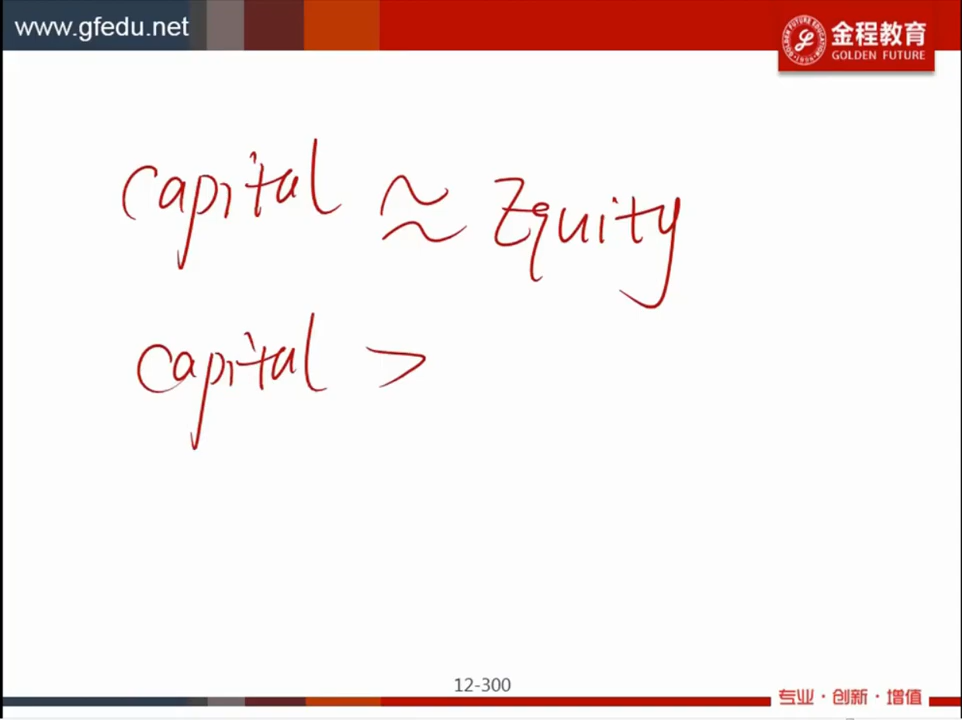 www.gfedu.net
金程教育
GOLDEN FUTURE
capital ≈ Equity
capital >
12-300
专业·创新·增值